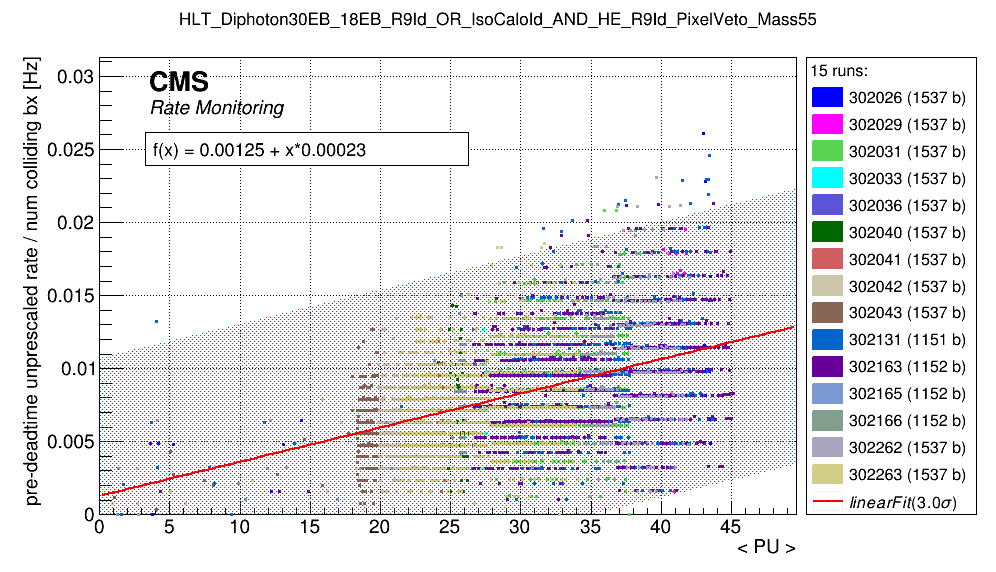 HLT_Diphoton30EB_18EB_R9Id_OR_IsoCaloId_AND_HE_R9Id_PixelVeto_Mass55
pre-deadtime unprescaled rate / num colliding bx [Hz]
0.03
0.025
0.02
0.015
0.01
0.005
0
CMS
Rate Monitoring
f(x) = 0.00125 + x*0.00023
0 5 10 15 20 25 30 35 40 45
< PU >
15 runs:
302026 (1537 b)
302029 (1537 b)
302031 (1537 b)
302033 (1537 b)
302036 (1537 b)
302040 (1537 b)
302041 (1537 b)
302042 (1537 b)
302043 (1537 b)
302131 (1151 b)
302163 (1152 b)
302165 (1152 b)
302166 (1152 b)
302262 (1537 b)
302263 (1537 b)
linearFit(3.0σ)